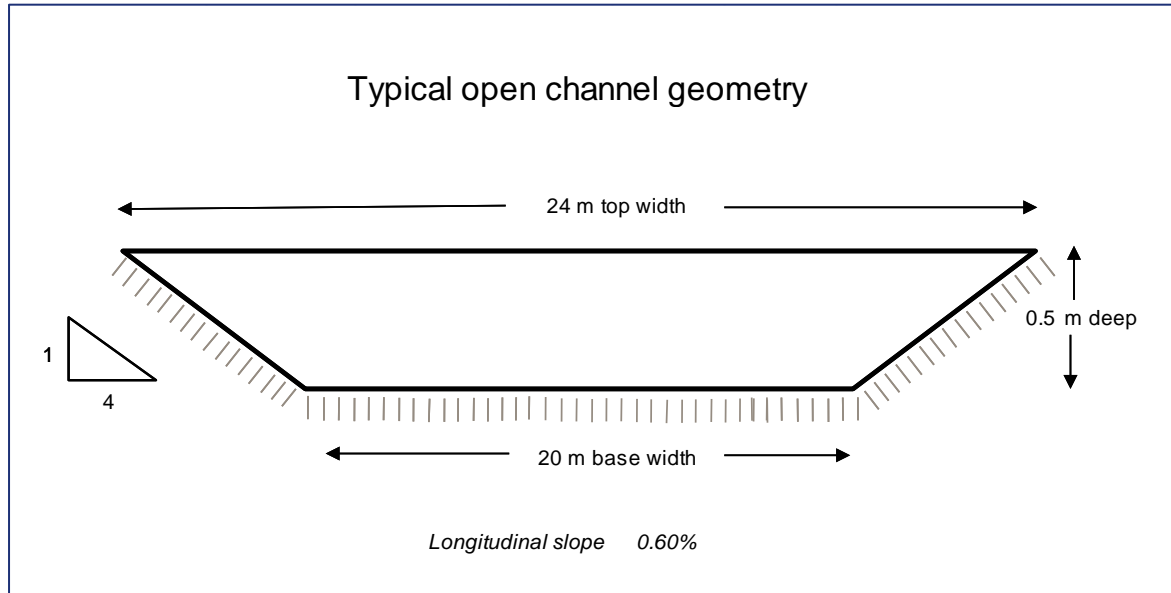 Typical open channel geometry
24 m top width
0.5 m deep
1
4
20 m base width
Longitudinal slope 0.60%